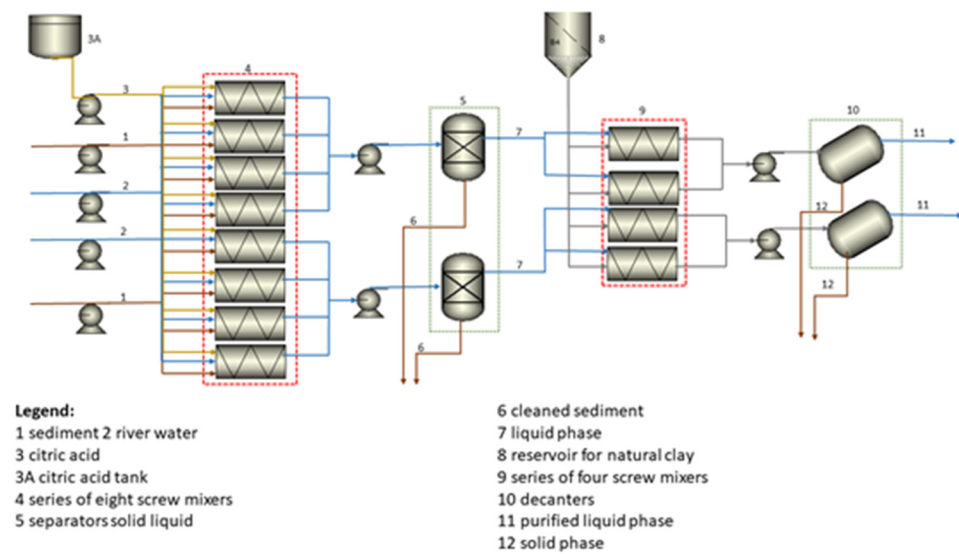 3A
8
3
4
1
2
2
1
5
7
6
7
6
9
10
11
12
11
12
Legend:
1 sediment 2 river water
3 citric acid
3A citric acid tank
4 series of eight screw mixers
5 separators solid liquid
6 cleaned sediment
7 liquid phase
8 reservoir for natural clay
9 series of four screw mixers
10 decanters
11 purified liquid phase
12 solid phase